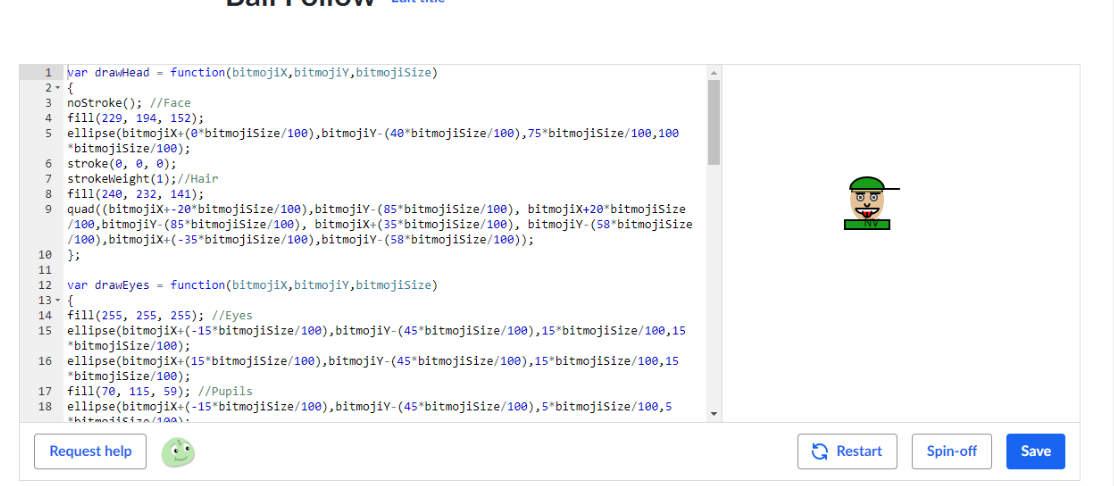 Ball Follow Edit title
1 var drawHead = function(bitmojiX,bitmojiY,bitmojiSize)
2 {
3 noStroke(); //Face
4 fill(229, 194, 152);
5 ellipse(bitmojiX+(0*bitmojiSize/100),bitmojiY-(40*bitmojiSize/100),75*bitmojiSize/100,100
*bitmojiSize/100);
6 stroke(0, 0, 0);
7 strokeWeight(1);//Hair
8 fill(240, 232, 141);
9 quad((bitmojiX+-20*bitmojiSize/100),bitmojiY-(85*bitmojiSize/100), bitmojiX+20*bitmojiSize
/100,bitmojiY-(85*bitmojiSize/100), bitmojiX+(35*bitmojiSize/100), bitmojiY-(58*bitmojiSize
/100),bitmojiX+(-35*bitmojiSize/100),bitmojiY-(58*bitmojiSize/100));
10 };
11
12 var drawEyes = function(bitmojiX,bitmojiY,bitmojiSize)
13 {
14 fill(255, 255, 255); //Eyes
15 ellipse(bitmojiX+(-15*bitmojiSize/100),bitmojiY-(45*bitmojiSize/100),15*bitmojiSize/100,15
*bitmojiSize/100);
16 ellipse(bitmojiX+(15*bitmojiSize/100),bitmojiY-(45*bitmojiSize/100),15*bitmojiSize/100,15
*bitmojiSize/100);
17 fill(70, 115, 59); //Pupils
18 ellipse(bitmojiX+(-15*bitmojiSize/100),bitmojiY-(45*bitmojiSize/100),5*bitmojiSize/100,5
*bitmojiSize/100);
NV
Request help
Restart
Spin-off
Save